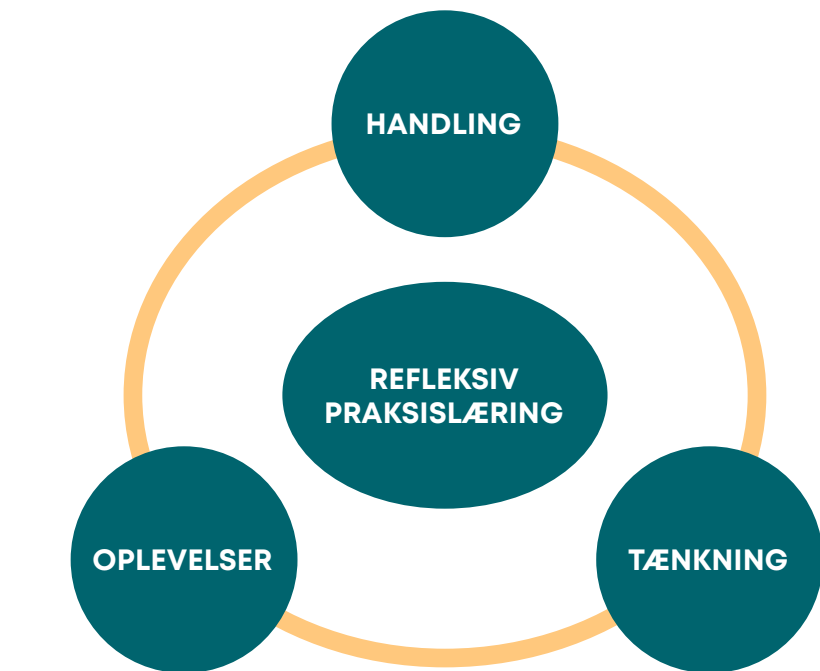 HANDLING
REFLEKSIV
PRAKSISLÆRING
OPLEVELSER
TÆNKNING